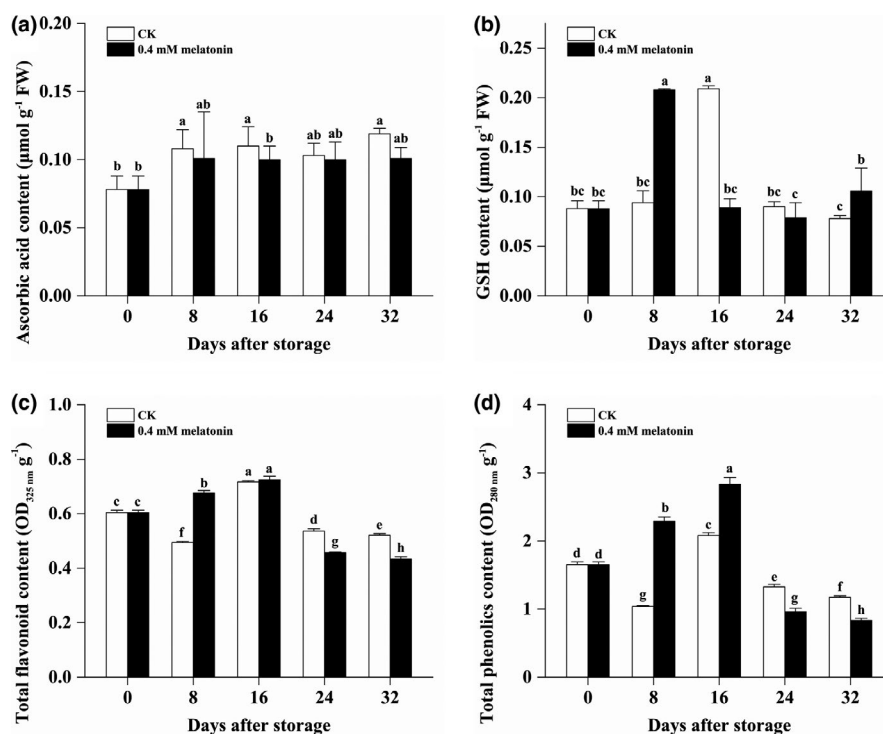 (a)
CK
0.4 mM melatonin
Ascorbic acid content (µmol g⁻¹ FW)
0.20
0.15
0.10
0.05
0.00
b b a ab a b ab ab a ab
0 8 16 24 32
Days after storage
(b)
CK
0.4 mM melatonin
GSH content (µmol g⁻¹ FW)
0.25
0.20
0.15
0.10
0.05
0.00
bc bc bc a a bc bc c c b
0 8 16 24 32
Days after storage
(c)
CK
0.4 mM melatonin
Total flavonoid content (OD325 nm g⁻¹)
1.0
0.8
0.6
0.4
0.2
0.0
c c f b a a d g e h
0 8 16 24 32
Days after storage
(d)
CK
0.4 mM melatonin
Total phenolics content (OD280 nm g⁻¹)
4
3
2
1
0
d d g b c a e g f h
0 8 16 24 32
Days after storage